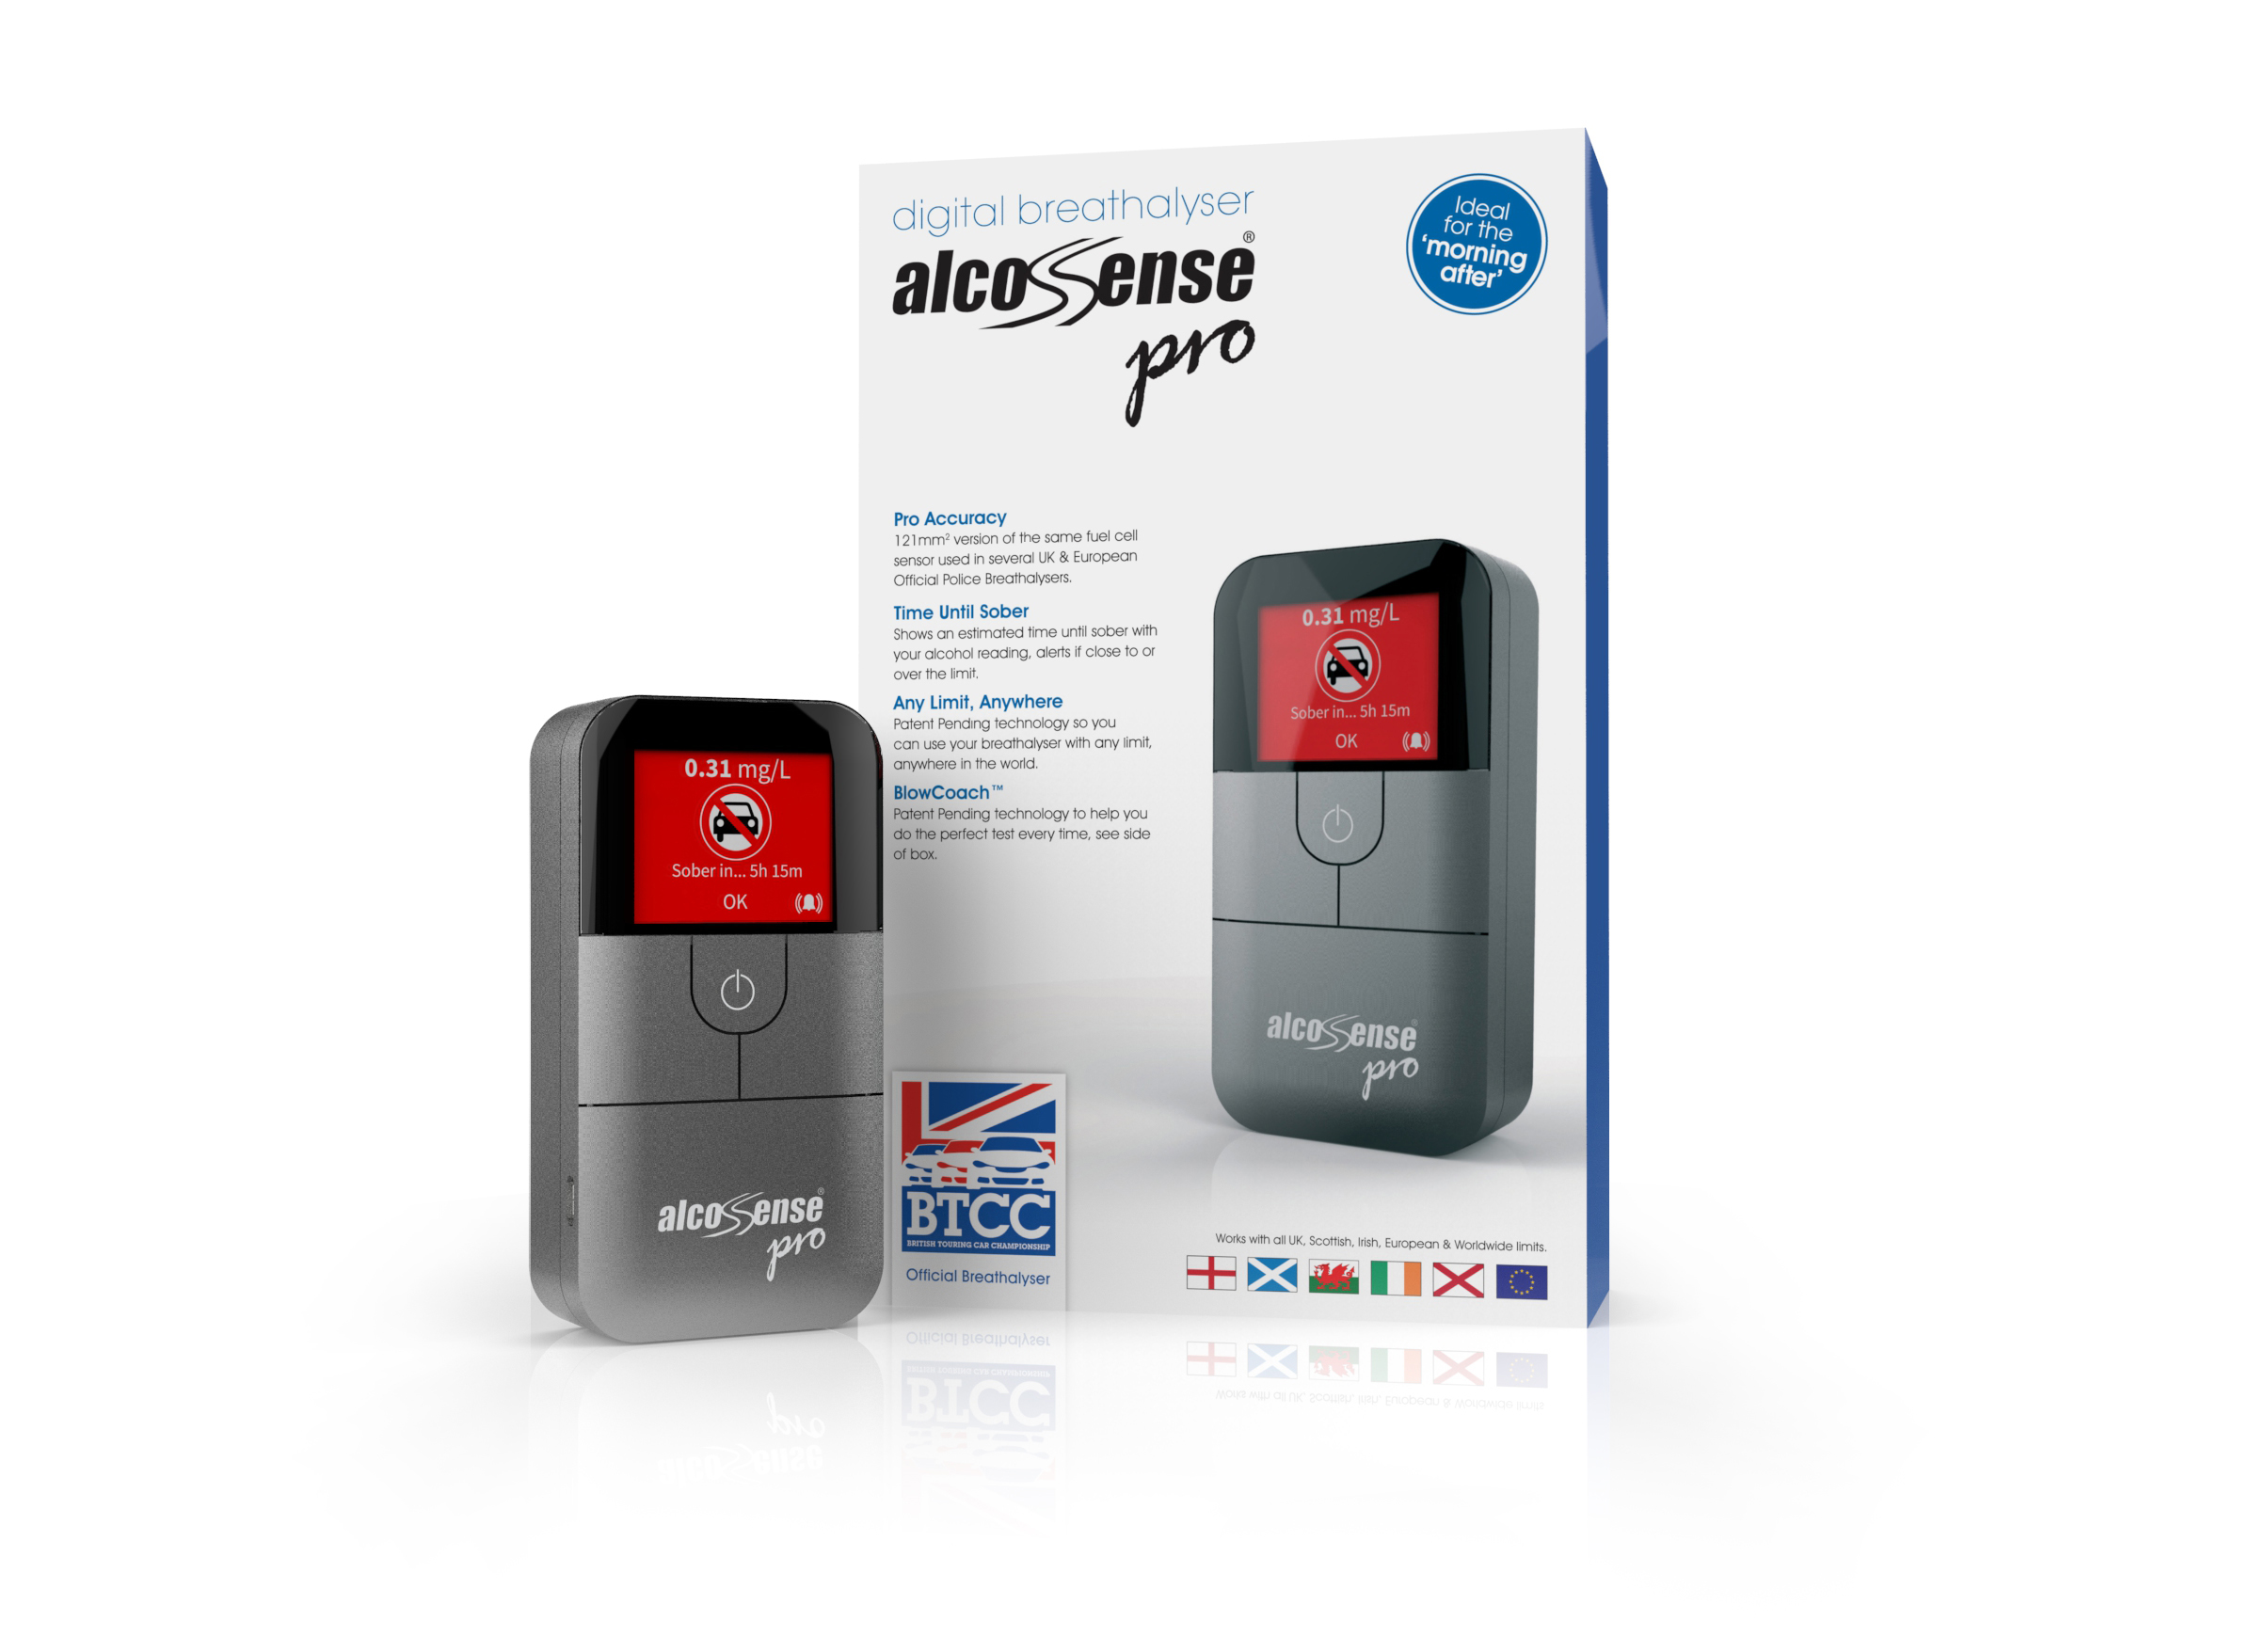 digital breathalyser
alcoSense®
pro
Ideal
for the
‘morning
after’
Pro Accuracy
121mm² version of the same fuel cell
sensor used in several UK & European
Official Police Breathalysers.
Time Until Sober
Shows an estimated time until sober with
your alcohol reading, alerts if close to or
over the limit.
Any Limit, Anywhere
Patent Pending technology so you
can use your breathalyser with any limit,
anywhere in the world.
BlowCoach™
Patent Pending technology to help you
do the perfect test every time, see side
of box.
0.31 mg/L
Sober in... 5h 15m
OK
alcoSense®
pro
0.31 mg/L
Sober in... 5h 15m
OK
alcoSense®
pro
BTCC
BRITISH TOURING CAR CHAMPIONSHIP
Official Breathalyser
Works with all UK, Scottish, Irish, European & Worldwide limits.